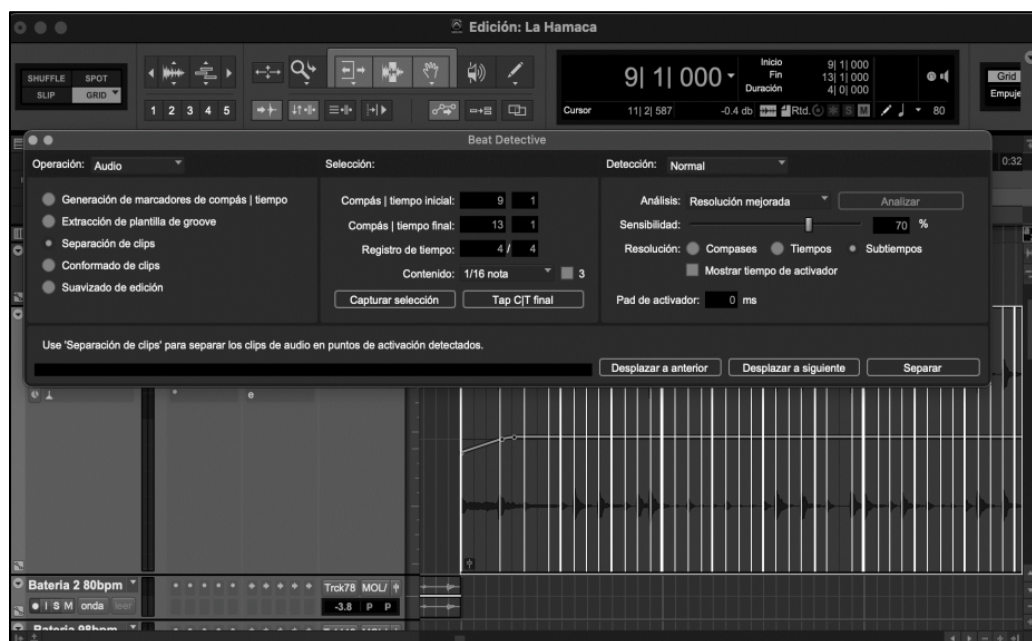 Edición: La Hamaca
SHUFFLE SPOT
SLIP GRID
1 2 3 4 5
9| 1| 000
Inicio 9| 1| 000
Fin 13| 1| 000
Duración 4| 0| 000
Cursor 11| 2| 587 -0.4 db Rtd. S M 80
Grid
Empuje
Beat Detective
0:32
Operación: Audio
Generación de marcadores de compás | tiempo
Extracción de plantilla de groove
Separación de clips
Conformado de clips
Suavizado de edición
Selección:
Compás | tiempo inicial: 9 1
Compás | tiempo final: 13 1
Registro de tiempo: 4/ 4
Contenido: 1/16 nota 3
Capturar selección Tap C|T final
Detección: Normal
Análisis: Resolución mejorada Analizar
Sensibilidad: 70 %
Resolución: Compases Tiempos Subtiempos
Mostrar tiempo de activador
Pad de activador: 0 ms
Use 'Separación de clips' para separar los clips de audio en puntos de activación detectados.
Desplazar a anterior Desplazar a siguiente Separar
e
Bateria 2 80bpm Trck78 MOL/
I S M onda leer -3.8 P P
Bateria 98bpm